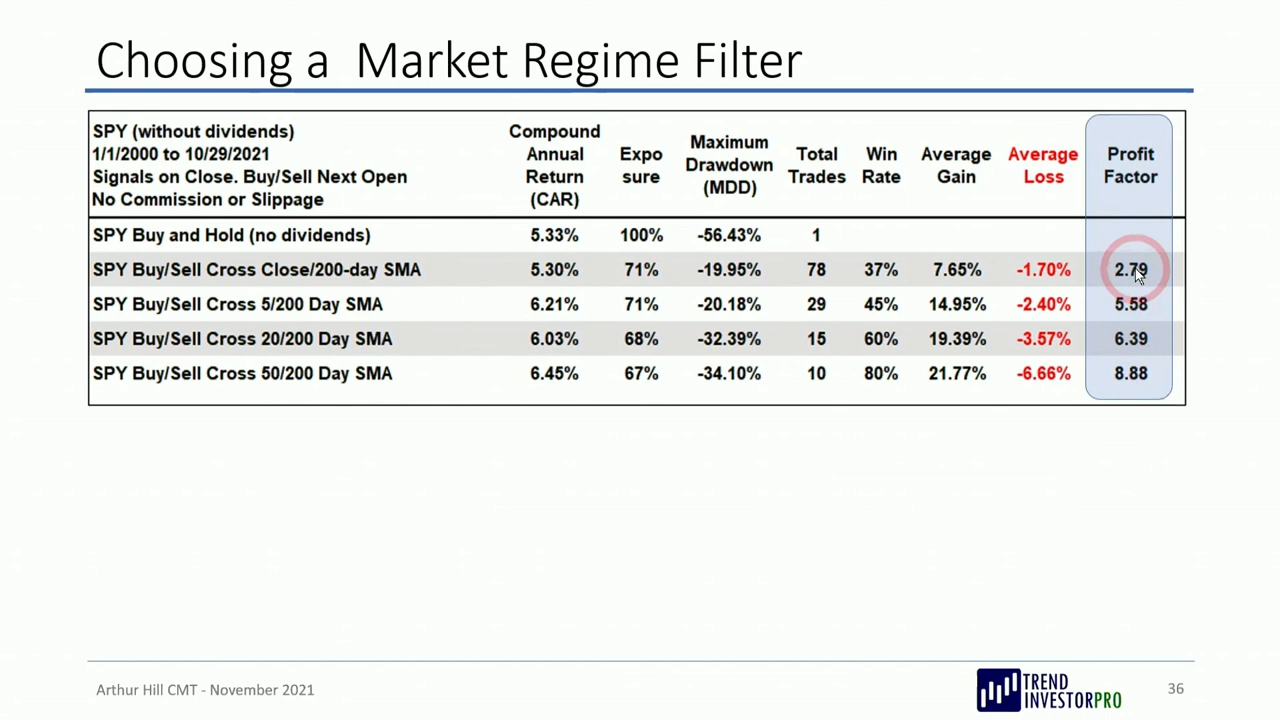 Choosing a Market Regime Filter
SPY (without dividends)
1/1/2000 to 10/29/2021
Signals on Close. Buy/Sell Next Open
No Commission or Slippage
Compound
Annual
Return
(CAR)
Expo
sure
Maximum
Drawdown
(MDD)
Total
Trades
Win
Rate
Average
Gain
Average
Loss
Profit
Factor
SPY Buy and Hold (no dividends) 5.33% 100% -56.43% 1
SPY Buy/Sell Cross Close/200-day SMA 5.30% 71% -19.95% 78 37% 7.65% -1.70% 2.79
SPY Buy/Sell Cross 5/200 Day SMA 6.21% 71% -20.18% 29 45% 14.95% -2.40% 5.58
SPY Buy/Sell Cross 20/200 Day SMA 6.03% 68% -32.39% 15 60% 19.39% -3.57% 6.39
SPY Buy/Sell Cross 50/200 Day SMA 6.45% 67% -34.10% 10 80% 21.77% -6.66% 8.88
Arthur Hill CMT - November 2021
TREND
INVESTORPRO
36